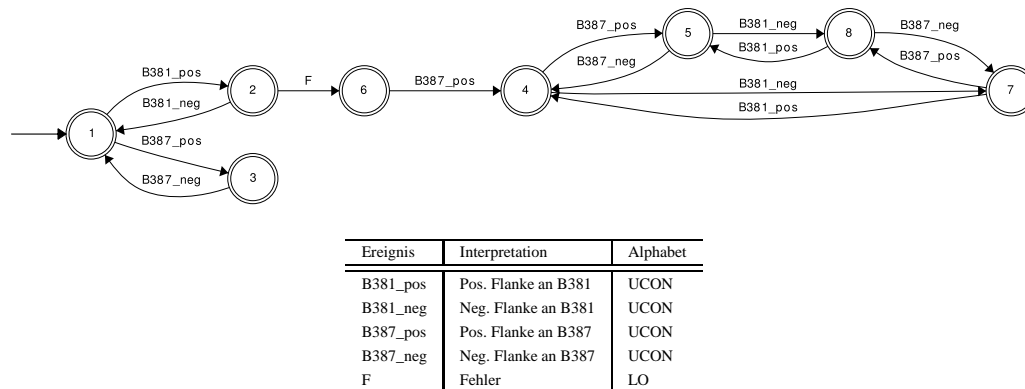 B387_pos
B387_neg
5
B381_neg
B381_pos
8
B387_neg
B387_pos
B381_pos
B381_neg
2
F
6
B387_pos
4
B381_neg
B381_pos
7
1
B387_pos
B387_neg
3
Ereignis Interpretation Alphabet
B381_pos Pos. Flanke an B381 UCON
B381_neg Neg. Flanke an B381 UCON
B387_pos Pos. Flanke an B387 UCON
B387_neg Neg. Flanke an B387 UCON
F Fehler LO